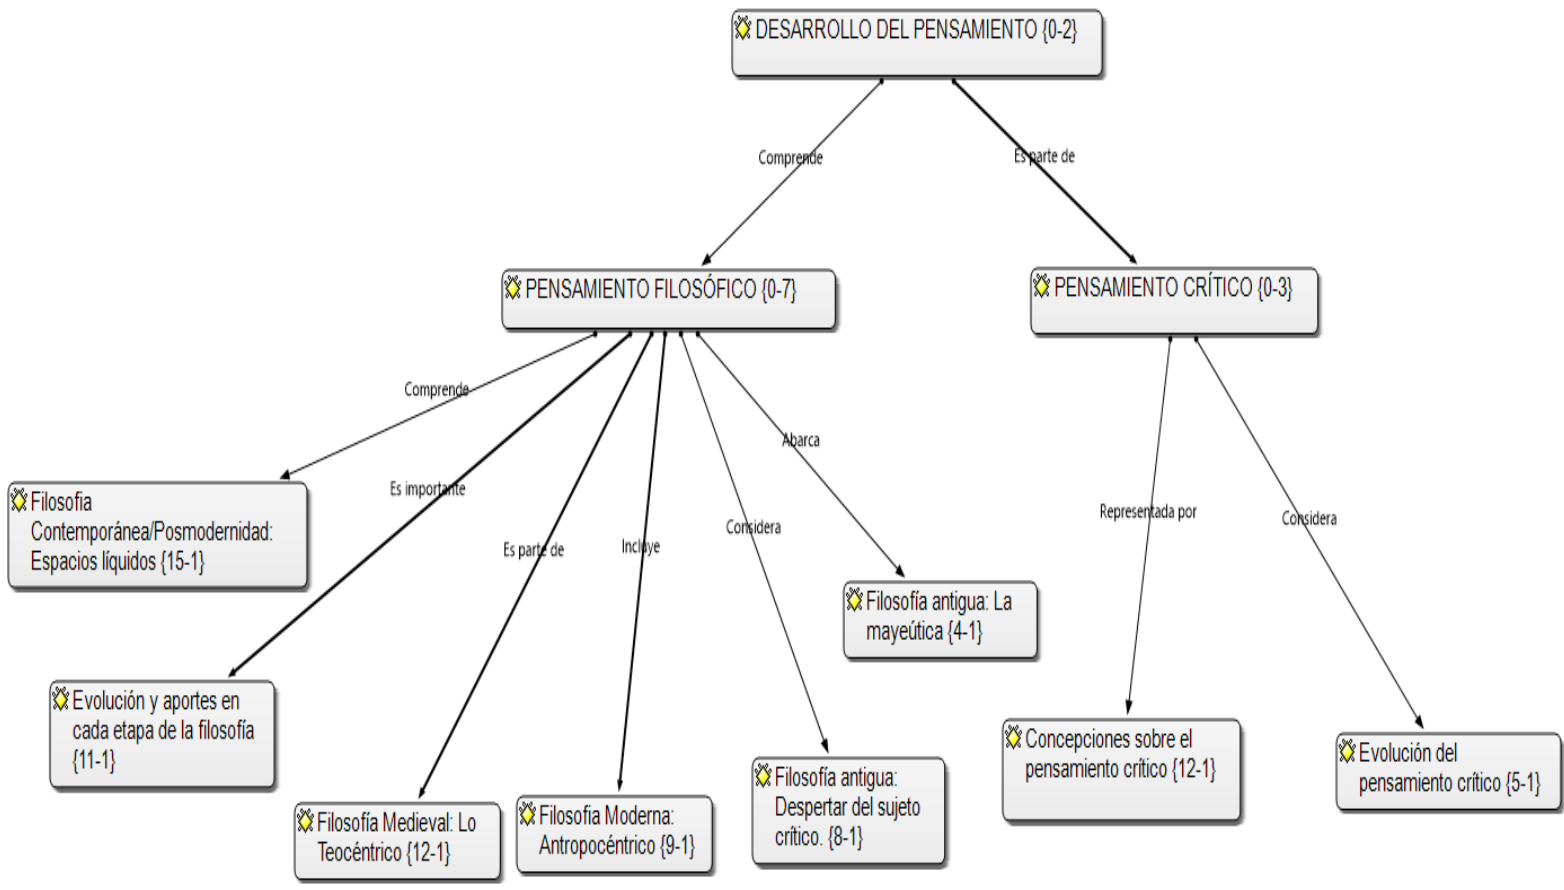 DESARROLLO DEL PENSAMIENTO {0-2}
Comprende
Es parte de
PENSAMIENTO FILOSÓFICO {0-7}
PENSAMIENTO CRÍTICO {0-3}
Comprende
Es importante
Es parte de
Incluye
Considera
Abarca
Representada por
Considera
Filosofia
Contemporánea/Posmodernidad:
Espacios líquidos {15-1}
Filosofía antigua: La
mayeútica {4-1}
Evolución y aportes en
cada etapa de la filosofía
{11-1}
Filosofía Medieval: Lo
Teocéntrico {12-1}
Filosofia Moderna:
Antropocéntrico {9-1}
Filosofía antigua:
Despertar del sujeto
crítico. {8-1}
Concepciones sobre el
pensamiento crítico {12-1}
Evolución del
pensamiento crítico {5-1}